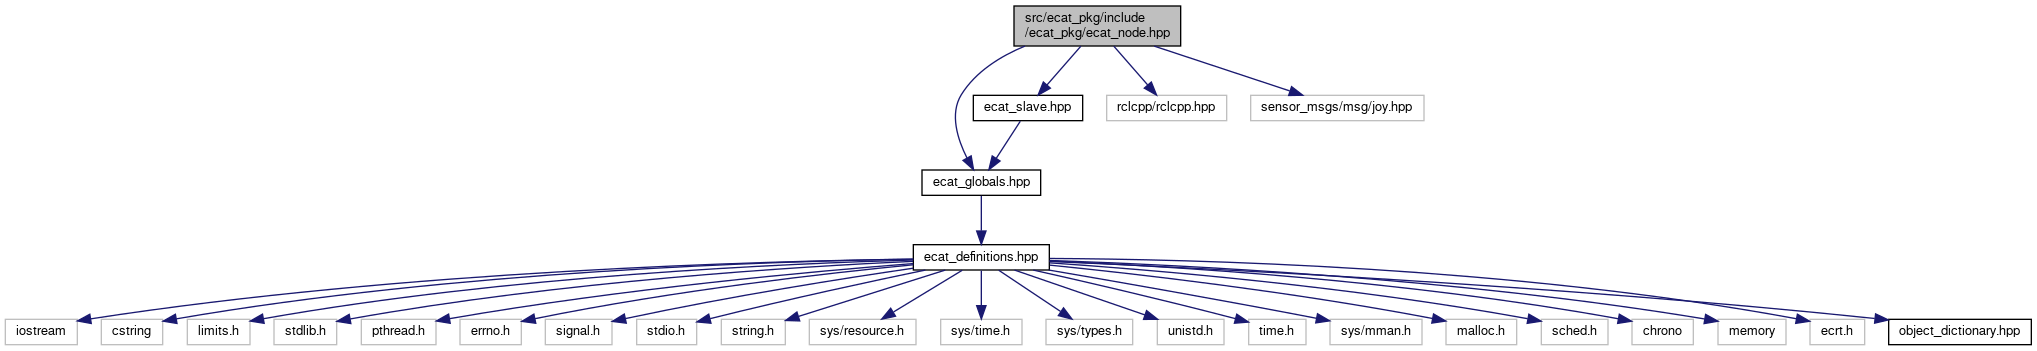 src/ecat_pkg/include
/ecat_pkg/ecat_node.hpp
ecat_slave.hpp
rclcpp/rclcpp.hpp
sensor_msgs/msg/joy.hpp
ecat_globals.hpp
ecat_definitions.hpp
iostream
cstring
limits.h
stdlib.h
pthread.h
errno.h
signal.h
stdio.h
string.h
sys/resource.h
sys/time.h
sys/types.h
unistd.h
time.h
sys/mman.h
malloc.h
sched.h
chrono
memory
ecrt.h
object_dictionary.hpp